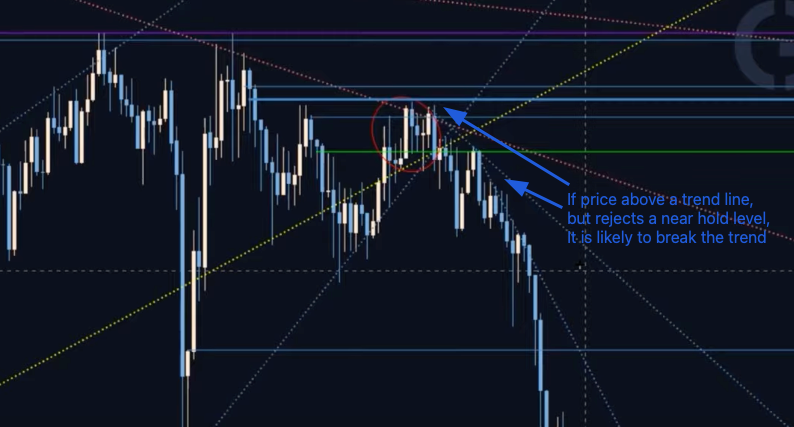 If price above a trend line,
but rejects a near hold level,
It is likely to break the trend